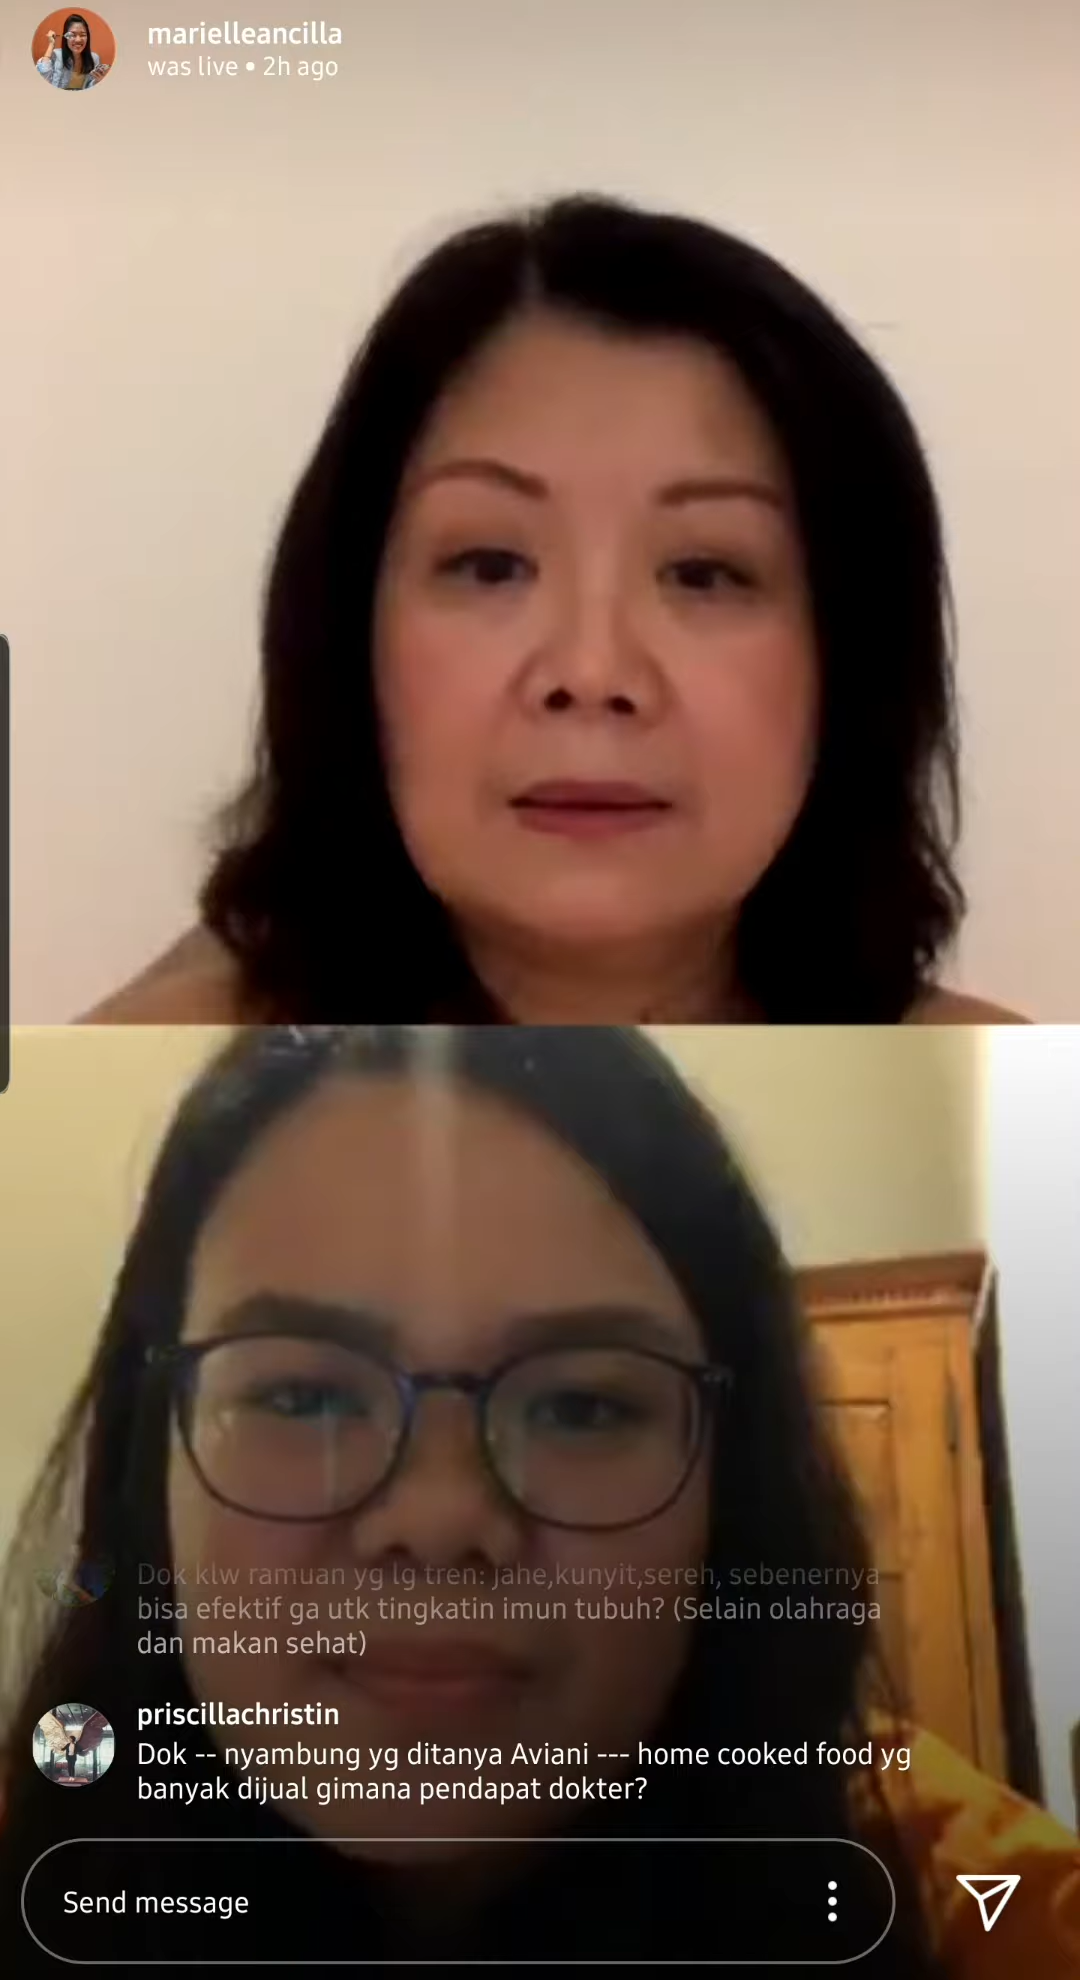 marielleancilla
was live • 2h ago
Dok klw ramuan yg lg tren: jahe,kunyit,sereh, sebenernya
bisa efektif ga utk tingkatin imun tubuh? (Selain olahraga
dan makan sehat)
priscillachristin
Dok -- nyambung yg ditanya Aviani --- home cooked food yg
banyak dijual gimana pendapat dokter?
Send message